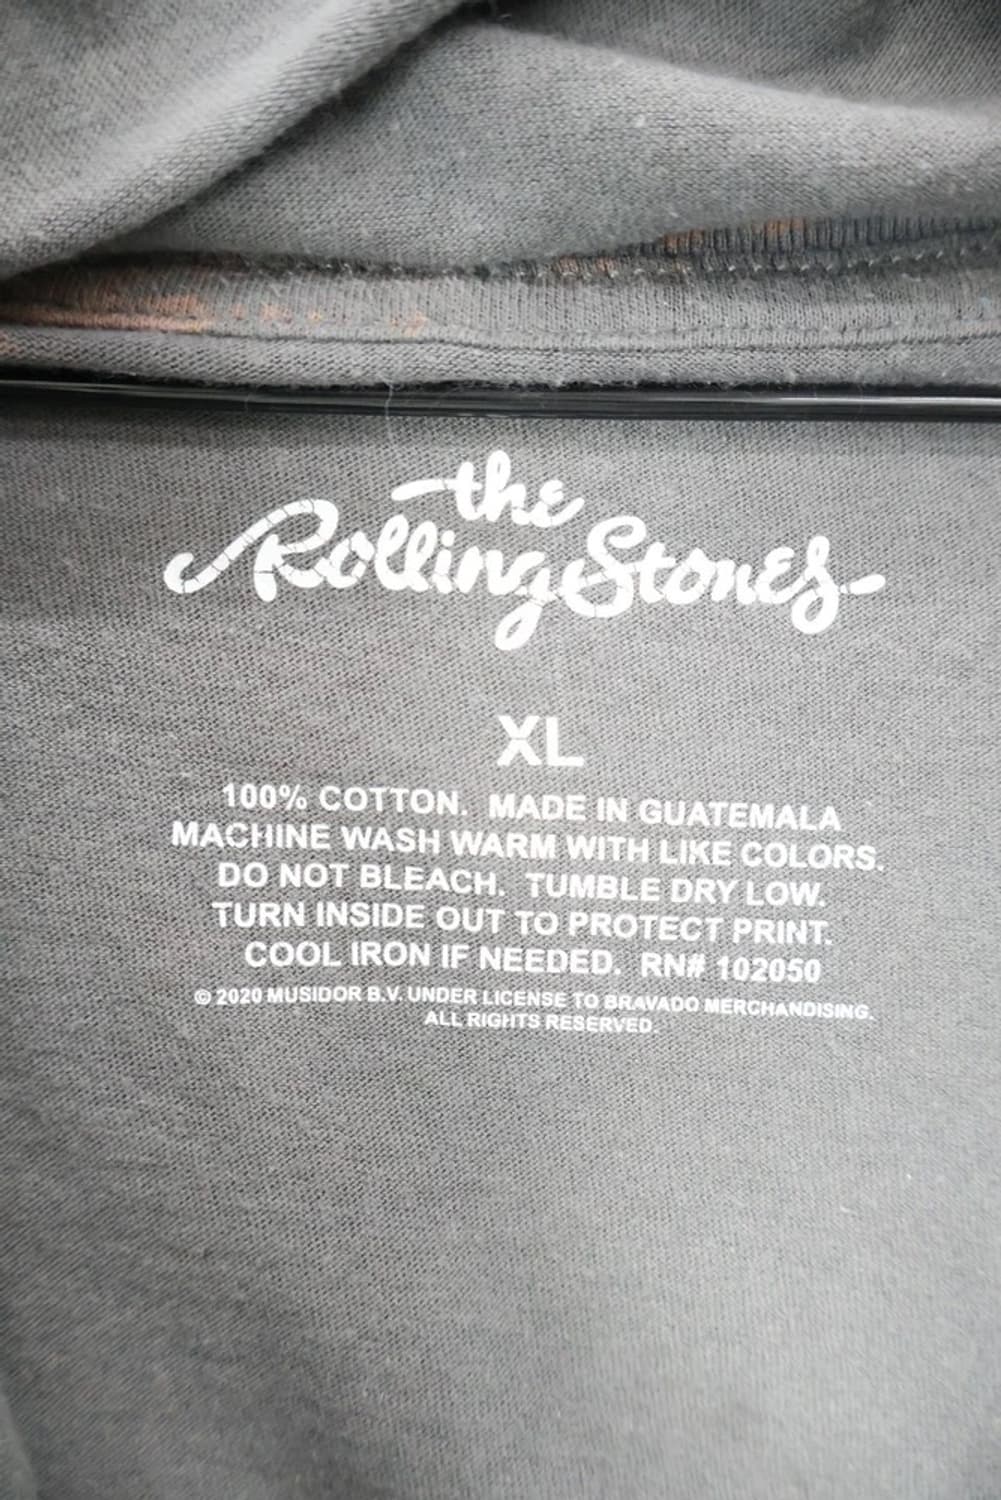 the
Rolling Stones
XL
100% COTTON. MADE IN GUATEMALA
MACHINE WASH WARM WITH LIKE COLORS.
DO NOT BLEACH. TUMBLE DRY LOW.
TURN INSIDE OUT TO PROTECT PRINT.
COOL IRON IF NEEDED. RN# 102050
© 2020 MUSIDOR B.V. UNDER LICENSE TO BRAVADO MERCHANDISING.
ALL RIGHTS RESERVED.